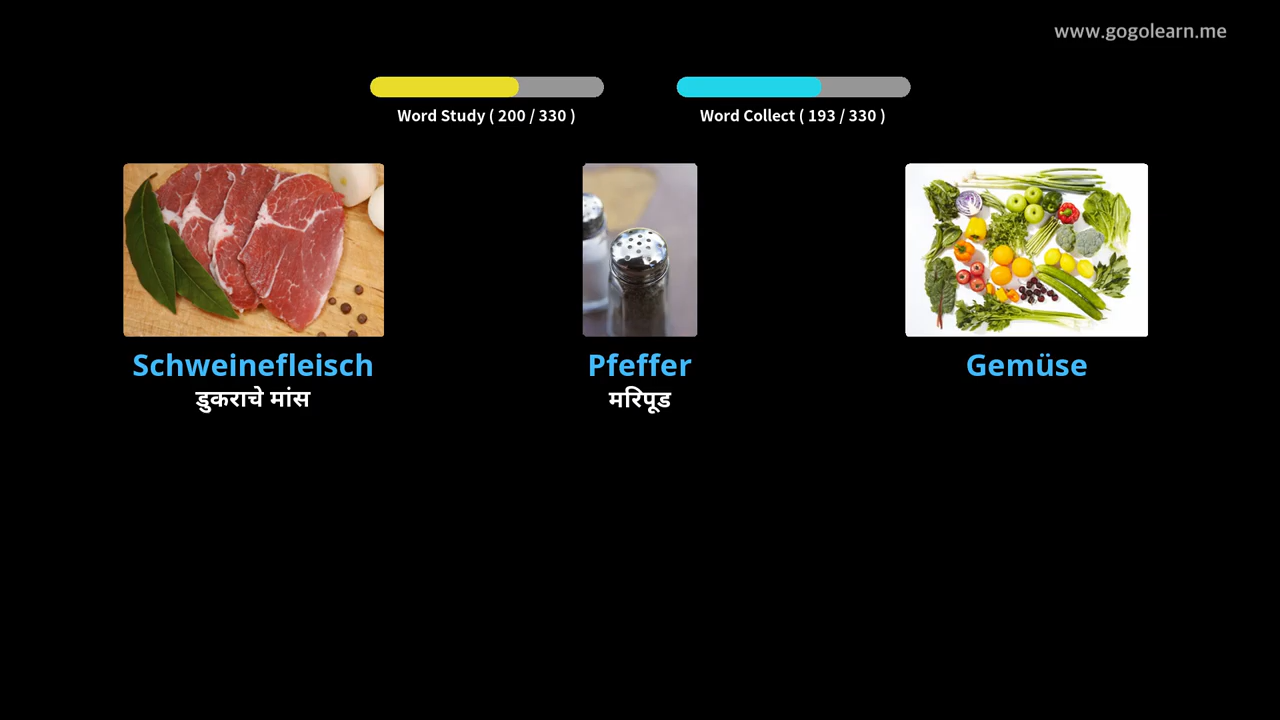 www.gogolearn.me
Word Study ( 200 / 330 )
Word Collect ( 193 / 330 )
Schweinefleisch
डुकराचे मांस
Pfeffer
मरिपूड
Gemüse